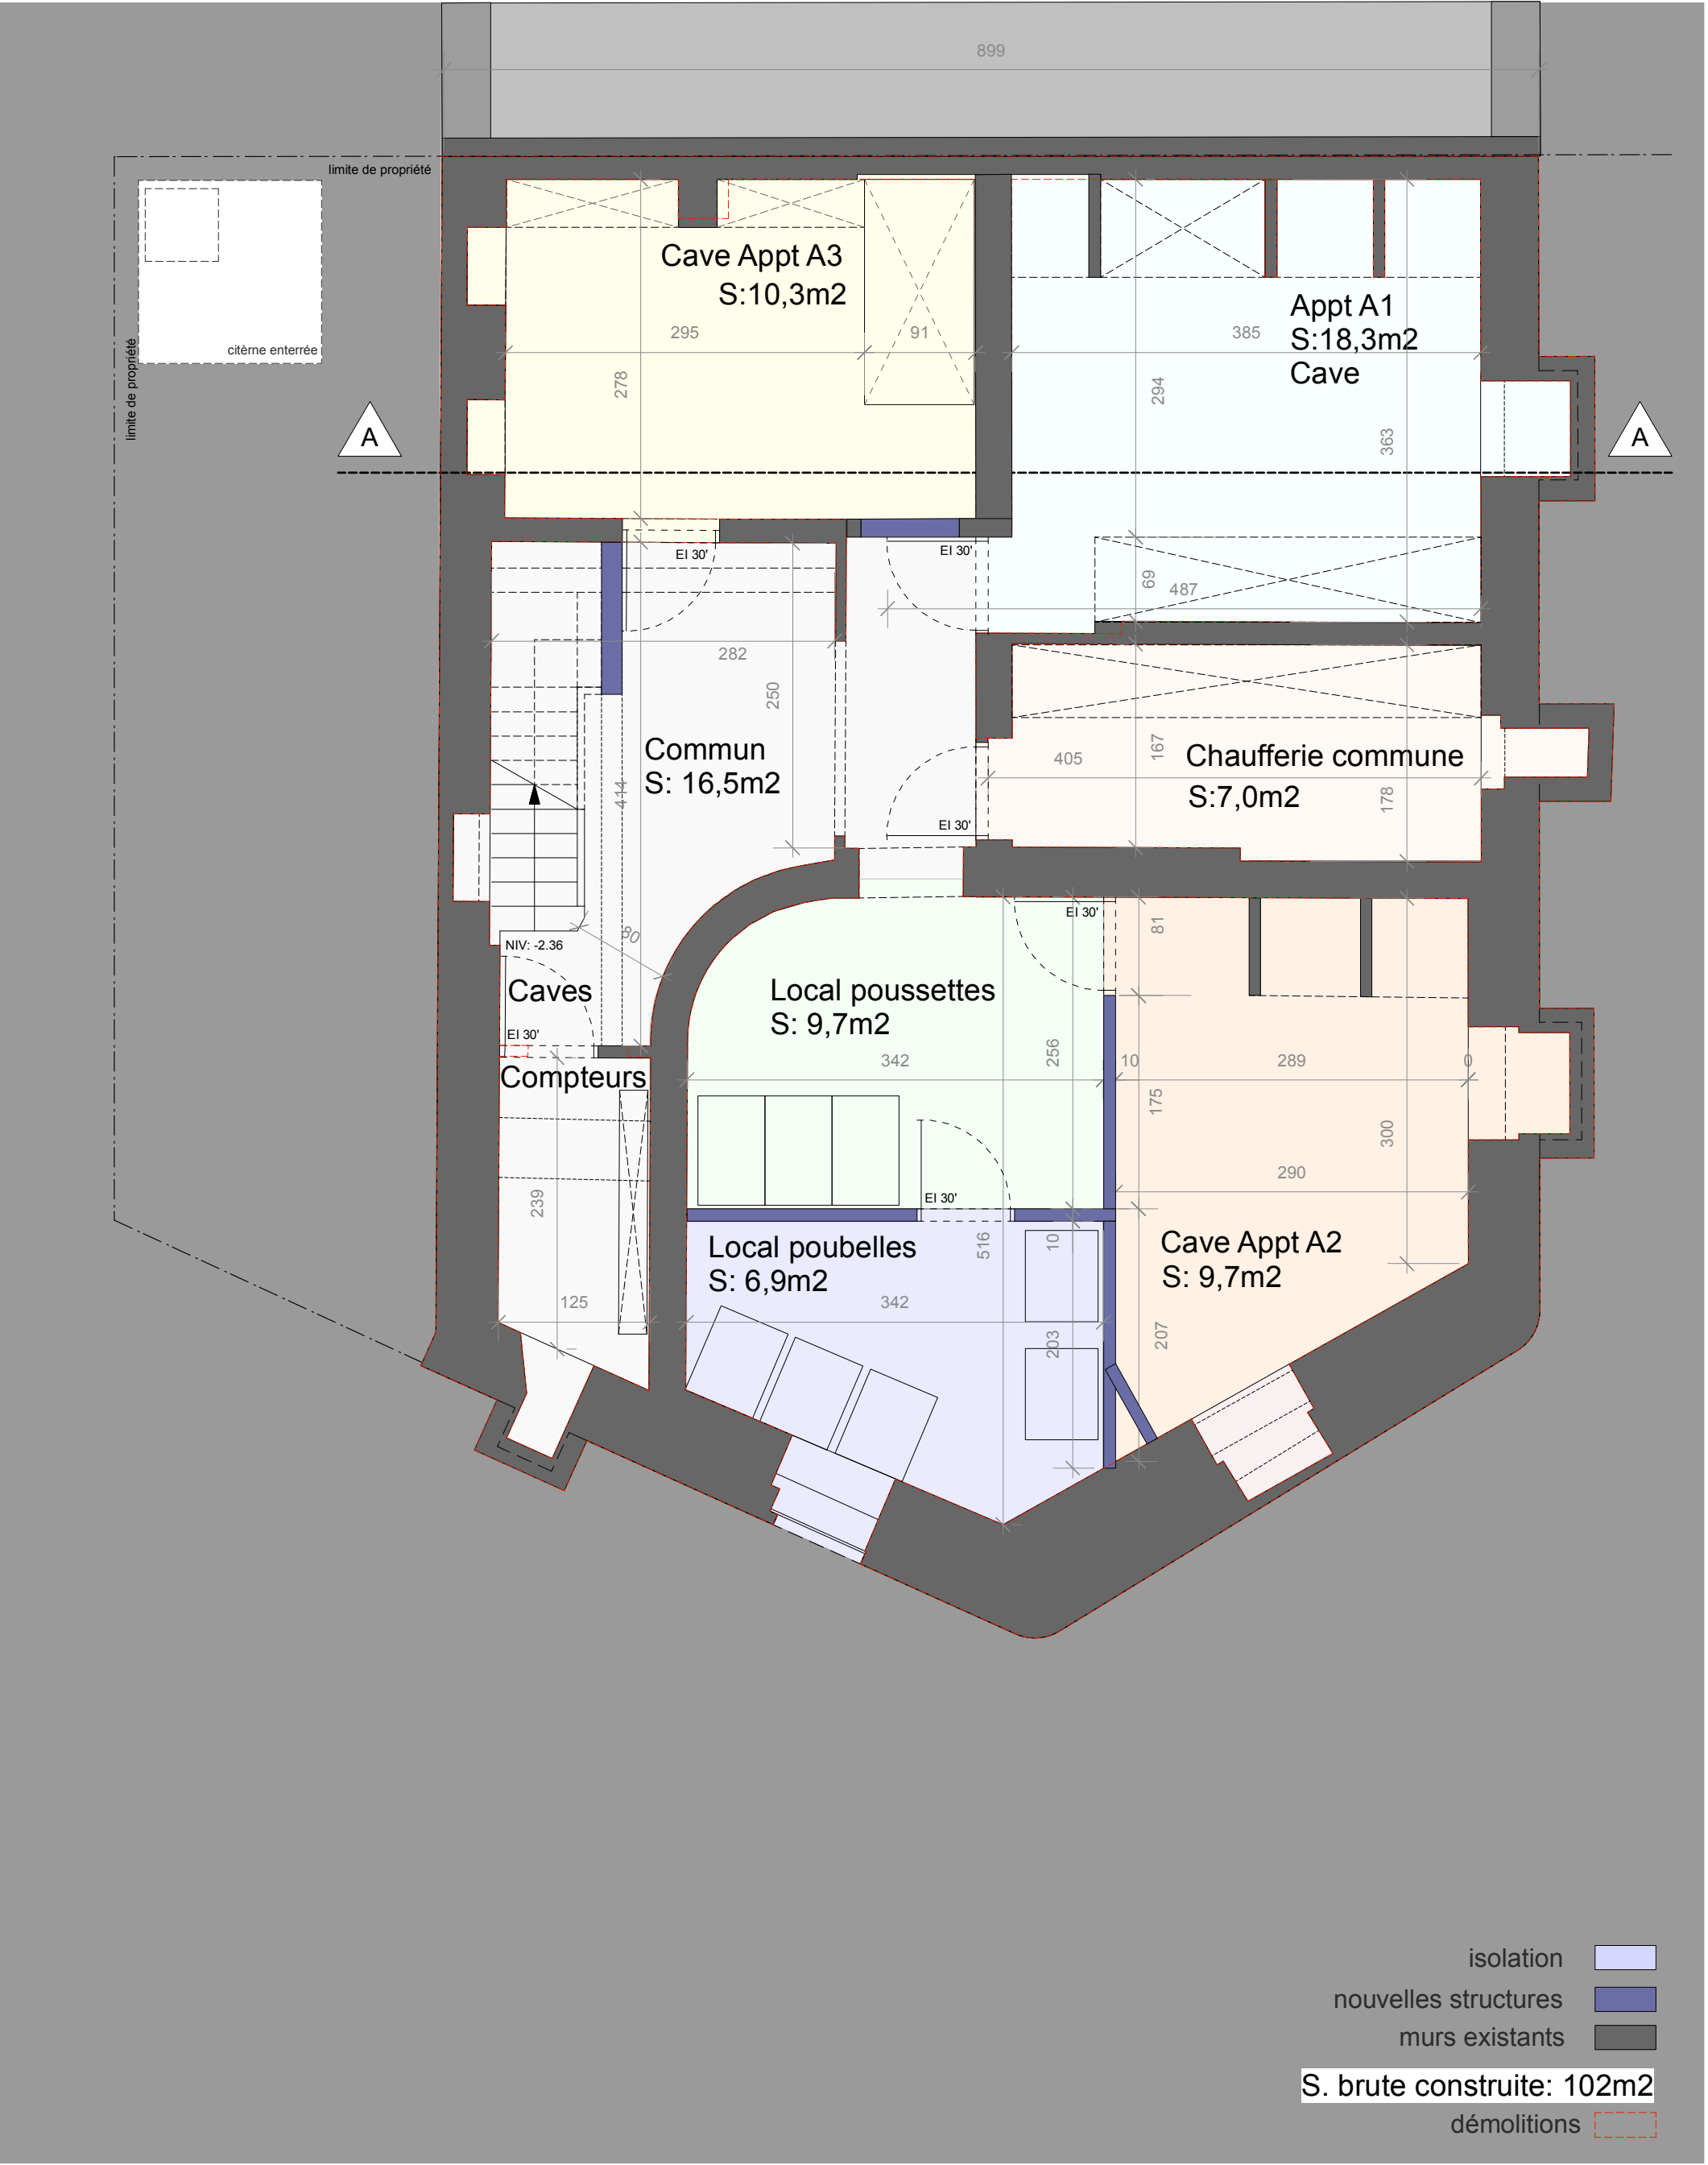 899
limite de propriété
limite de propriété
citèrne enterrée
Cave Appt A3
S:10,3m2
295
91
278
Appt A1
S:18,3m2
Cave
385
294
363
A
A
EI 30'
EI 30'
69
487
282
250
414
Commun
S: 16,5m2
405
167
Chaufferie commune
S:7,0m2
178
EI 30'
EI 30'
81
80
NIV: -2.36
Caves
EI 30'
Compteurs
Local poussettes
S: 9,7m2
342
256
10
289
0
175
300
290
239
EI 30'
516
10
Local poubelles
S: 6,9m2
Cave Appt A2
S: 9,7m2
125
342
203
207
isolation
nouvelles structures
murs existants
S. brute construite: 102m2
démolitions